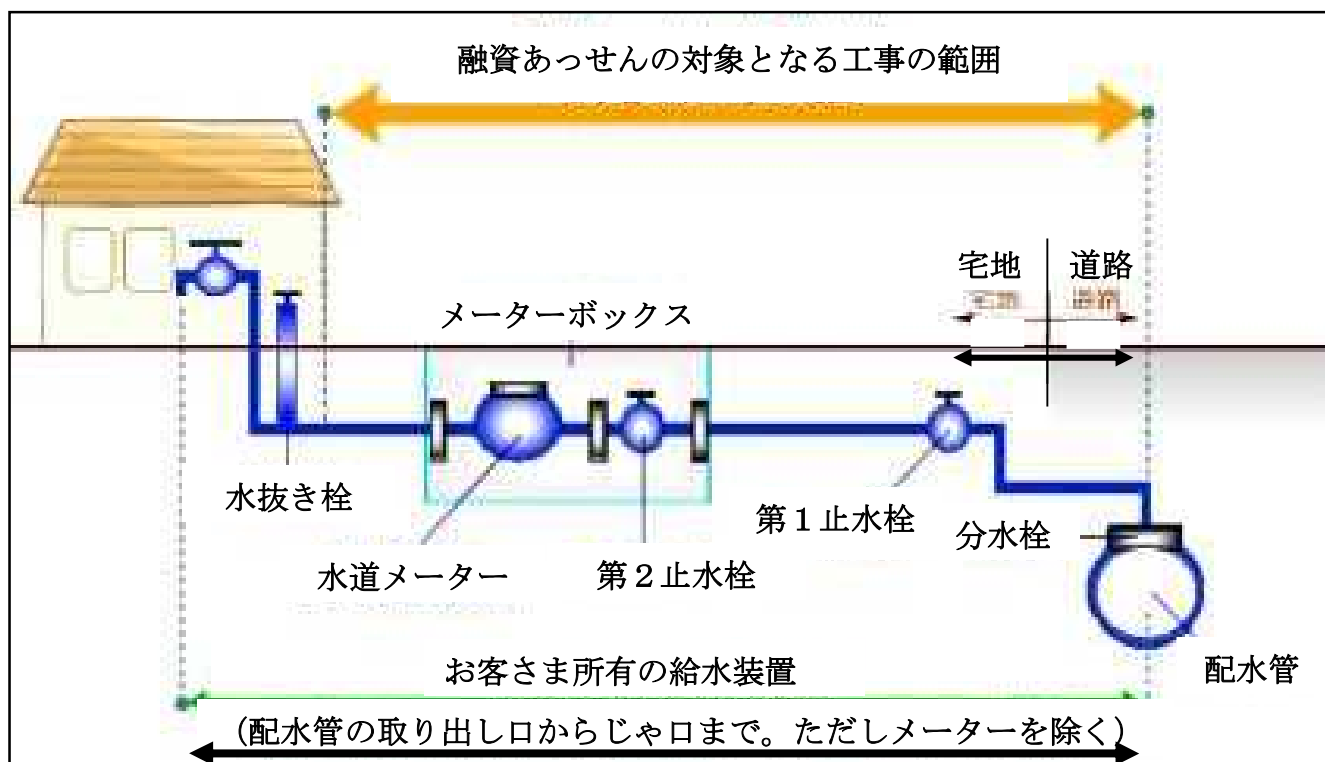 融資あっせんの対象となる工事の範囲
宅地
道路
宅地
道路
メーターボックス
水抜き栓
水道メーター
第２止水栓
第１止水栓
分水栓
配水管
お客さま所有の給水装置
(配水管の取り出し口からじゃ口まで。ただしメーターを除く)